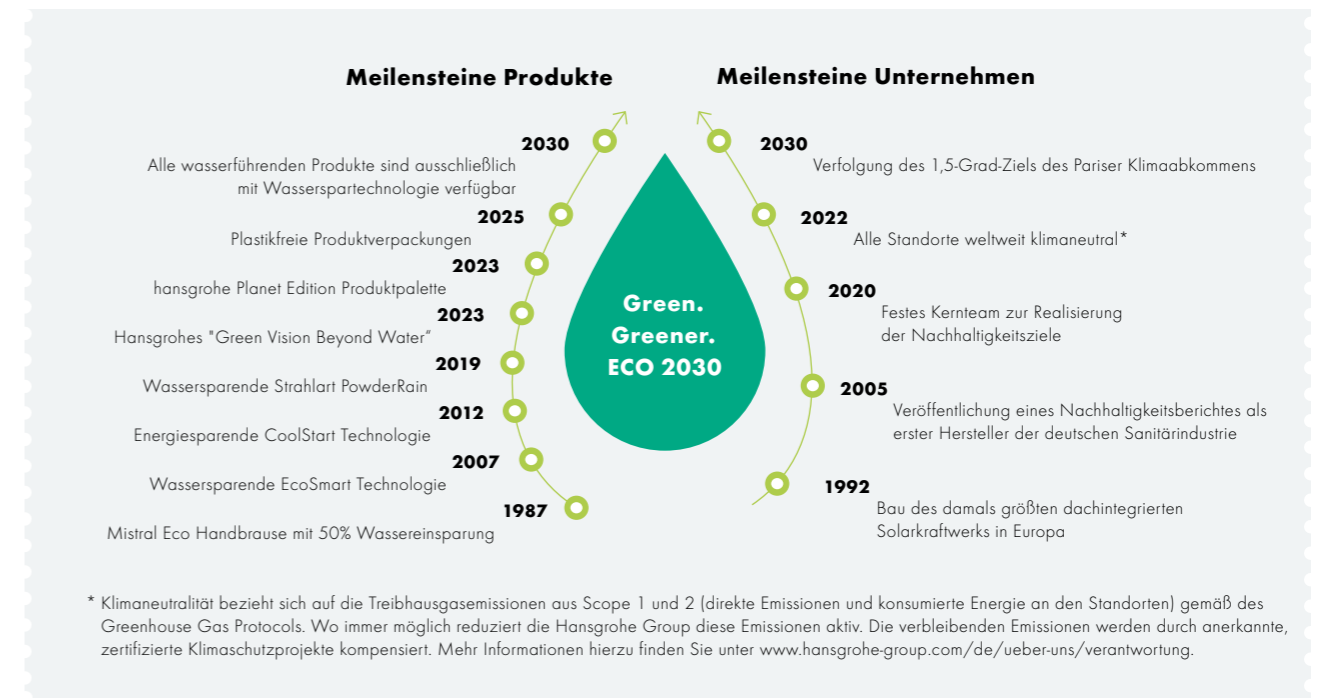 Meilensteine Produkte
2030
Alle wasserführenden Produkte sind ausschließlich
mit Wasserspartechnologie verfügbar
2025
Plastikfreie Produktverpackungen
2023
hansgrohe Planet Edition Produktpalette
2023
Hansgrohes "Green Vision Beyond Water“
2019
Wassersparende Strahlart PowderRain
2012
Energiesparende CoolStart Technologie
2007
Wassersparende EcoSmart Technologie
1987
Mistral Eco Handbrause mit 50% Wassereinsparung
Green.
Greener.
ECO 2030
Meilensteine Unternehmen
2030
Verfolgung des 1,5-Grad-Ziels des Pariser Klimaabkommens
2022
Alle Standorte weltweit klimaneutral*
2020
Festes Kernteam zur Realisierung
der Nachhaltigkeitsziele
2005
Veröffentlichung eines Nachhaltigkeitsberichtes als
erster Hersteller der deutschen Sanitärindustrie
1992
Bau des damals größten dachintegrierten
Solarkraftwerks in Europa
* Klimaneutralität bezieht sich auf die Treibhausgasemissionen aus Scope 1 und 2 (direkte Emissionen und konsumierte Energie an den Standorten) gemäß des
Greenhouse Gas Protocols. Wo immer möglich reduziert die Hansgrohe Group diese Emissionen aktiv. Die verbleibenden Emissionen werden durch anerkannte,
zertifizierte Klimaschutzprojekte kompensiert. Mehr Informationen hierzu finden Sie unter www.hansgrohe-group.com/de/ueber-uns/verantwortung.